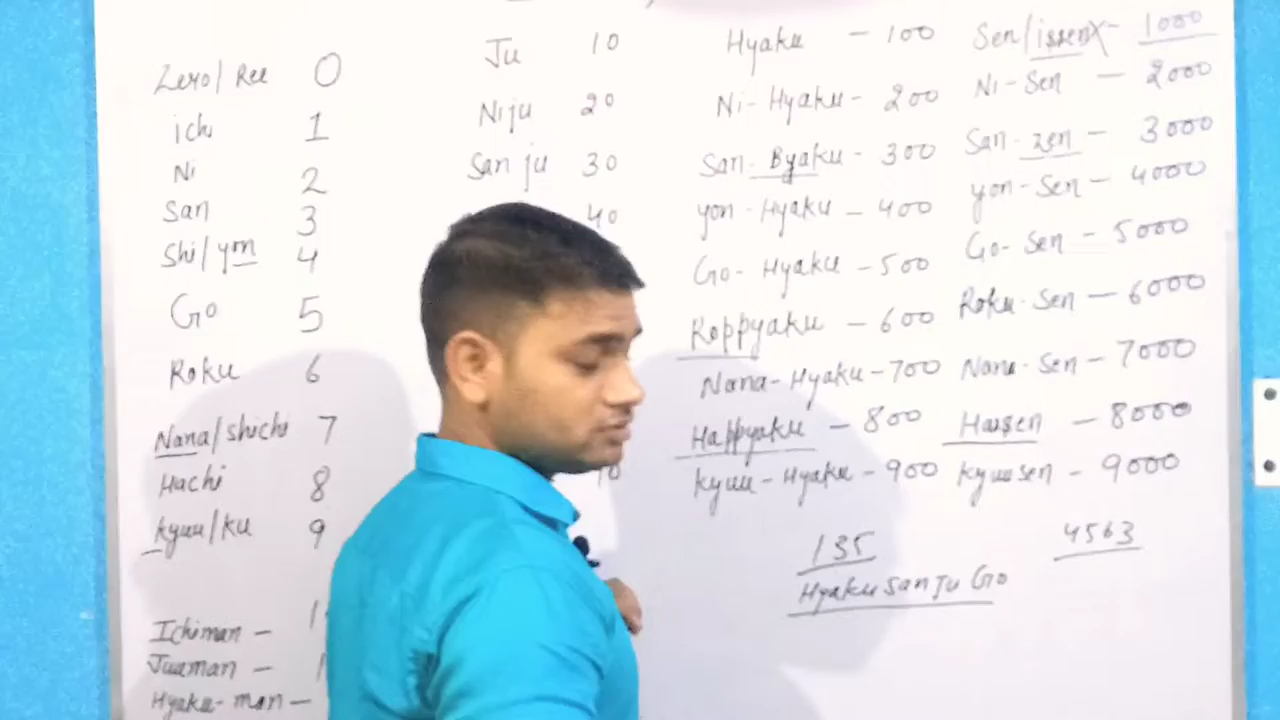 Zero/Ree 0
ichi 1
Ni 2
San 3
Shi/yon 4
Go 5
Roku 6
Nana/shichi 7
Hachi 8
kyuu/ku 9
Ichiman –
Juuman –
Hyaku-man –
Ju 10
Niju 20
San ju 30
40
Hyaku – 100
Ni-Hyaku- 200
San-Byaku- 300
yon-Hyaku – 400
Go-Hyaku – 500
Roppyaku – 600
Nana-Hyaku-700
Happyaku – 800
kyuu-Hyaku-900
Sen/issen 1000
Ni-Sen – 2000
San-zen – 3000
yon-Sen – 4000
Go-Sen – 5000
Roku-Sen – 6000
Nana-Sen – 7000
Hassen – 8000
kyuusen – 9000
135
Hyaku San Ju Go
4563